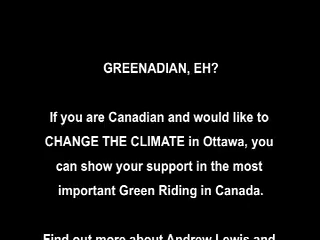 GREENADIAN, EH?
If you are Canadian and would like to
CHANGE THE CLIMATE in Ottawa, you
can show your support in the most
important Green Riding in Canada.
Find out more about Andrew Lewis and